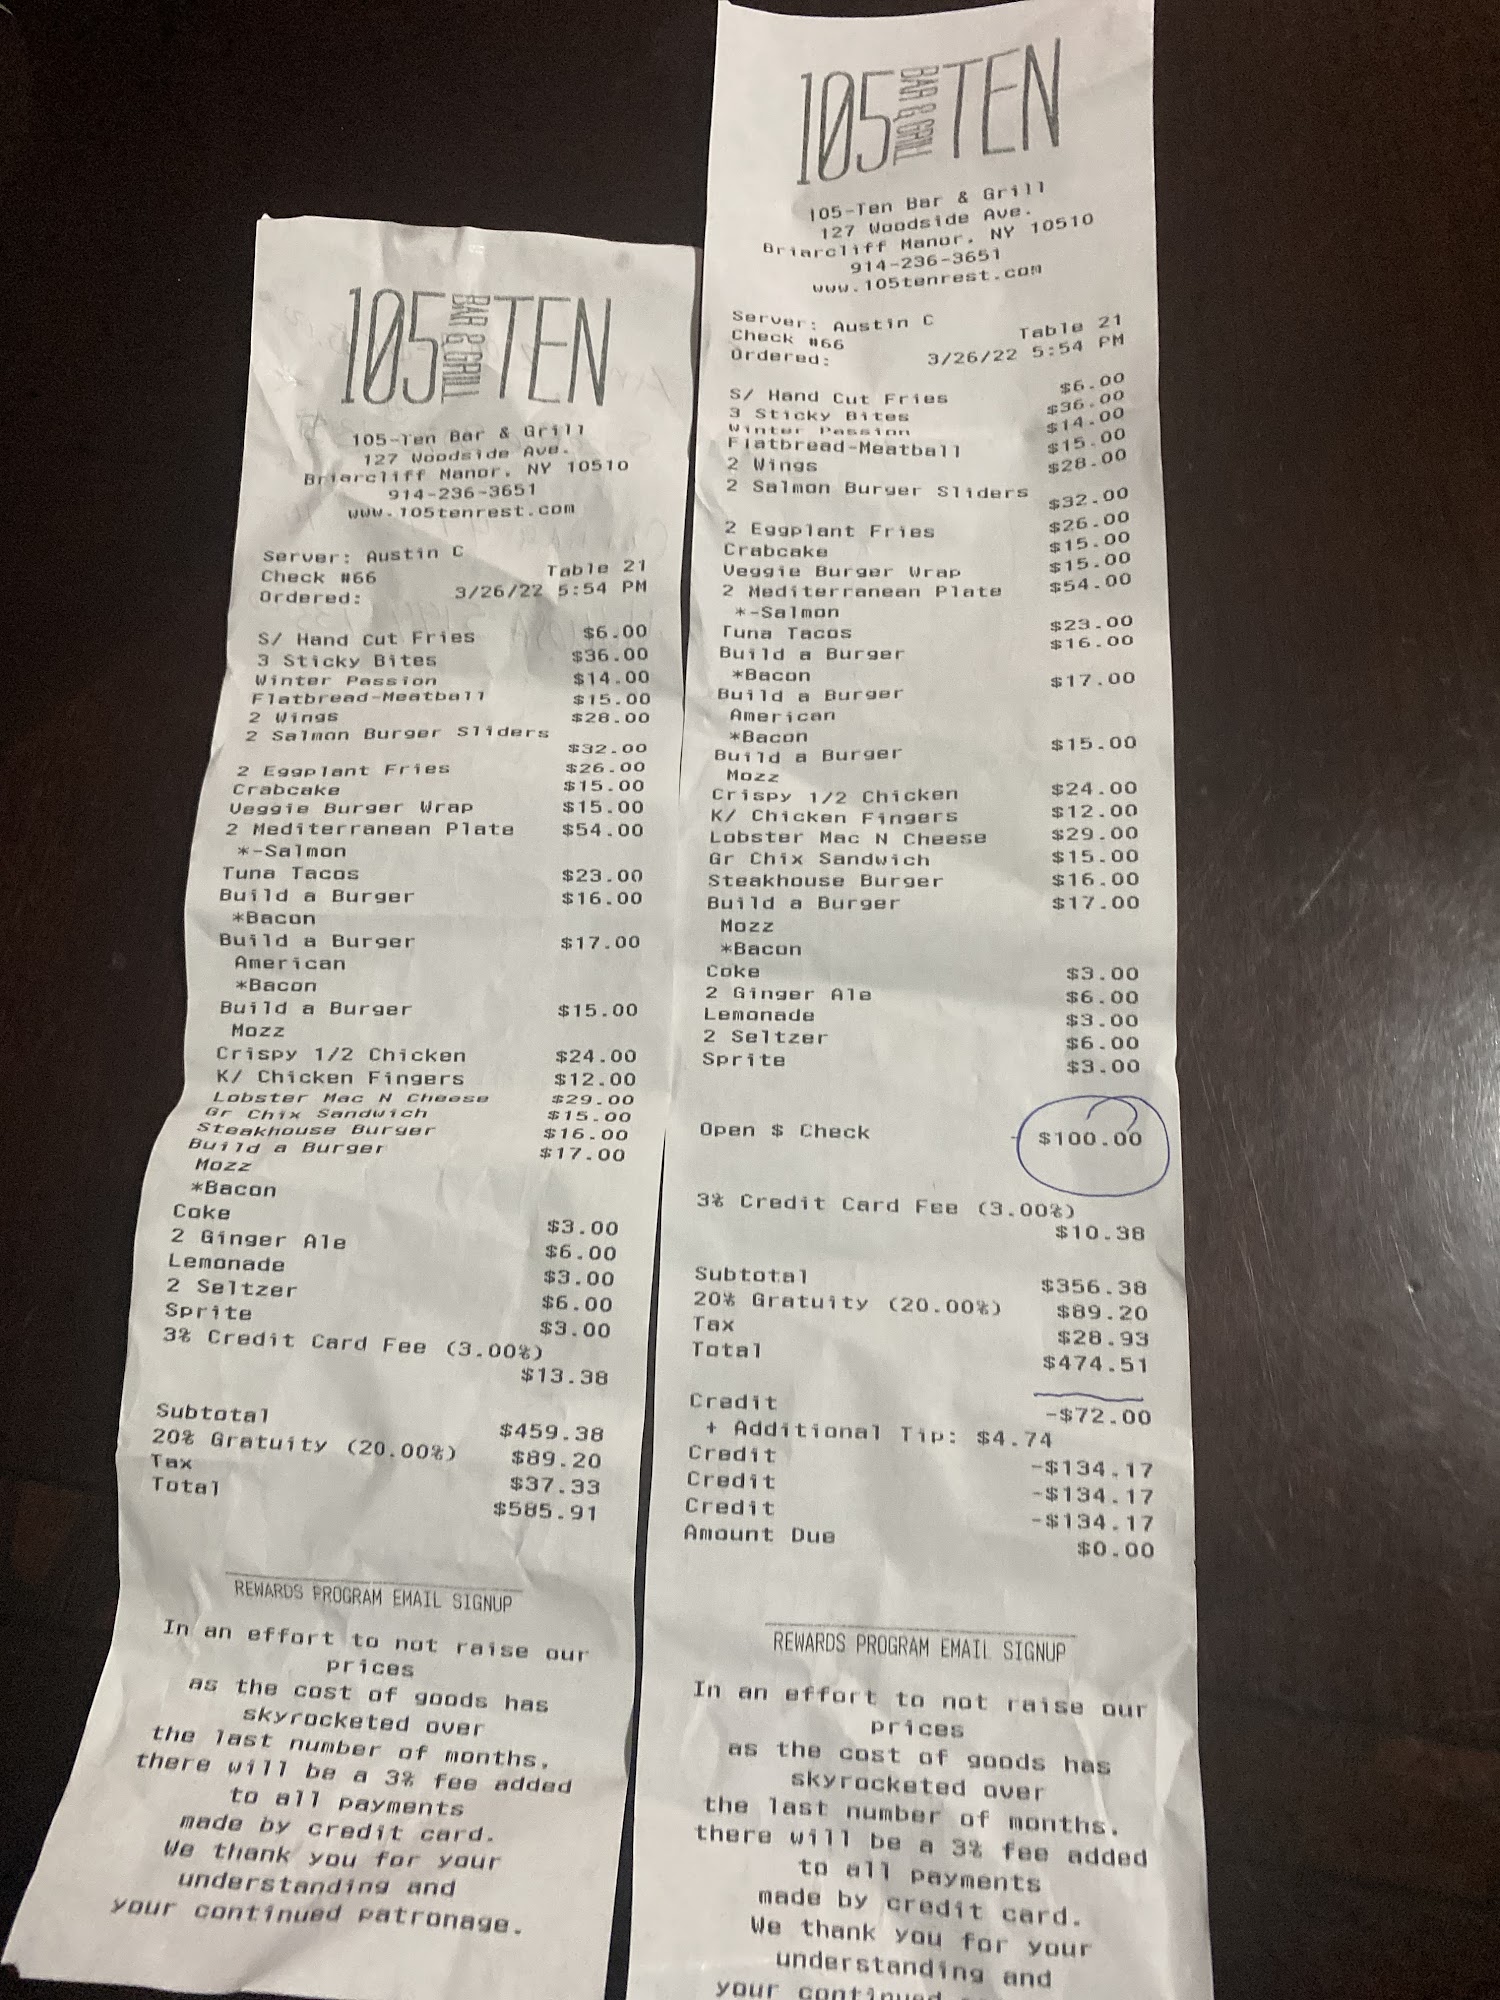 105 BAR & GRILL TEN
105-Ten Bar & Grill
127 Woodside Ave.
Briarcliff Manor, NY 10510
914-236-3651
www.105tenrest.com
Server: Austin C
Check #66 Table 21
Ordered: 3/26/22 5:54 PM
S/ Hand Cut Fries $6.00
3 Sticky Bites $36.00
Winter Passion $14.00
Flatbread-Meatball $15.00
2 Wings $28.00
2 Salmon Burger Sliders
$32.00
2 Eggplant Fries $26.00
Crabcake $15.00
Veggie Burger Wrap $15.00
2 Mediterranean Plate $54.00
*-Salmon
Tuna Tacos $23.00
Build a Burger $16.00
*Bacon
Build a Burger $17.00
American
*Bacon
Build a Burger $15.00
Mozz
Crispy 1/2 Chicken $24.00
K/ Chicken Fingers $12.00
Lobster Mac N Cheese $29.00
Gr Chix Sandwich $15.00
Steakhouse Burger $16.00
Build a Burger $17.00
Mozz
*Bacon
Coke $3.00
2 Ginger Ale $6.00
Lemonade $3.00
2 Seltzer $6.00
Sprite $3.00
3% Credit Card Fee (3.00%)
$13.38
Subtotal $459.38
20% Gratuity (20.00%) $89.20
Tax $37.33
Total $585.91
REWARDS PROGRAM EMAIL SIGNUP
In an effort to not raise our
prices
as the cost of goods has
skyrocketed over
the last number of months,
there will be a 3% fee added
to all payments
made by credit card.
We thank you for your
understanding and
your continued patronage.
105 BAR & GRILL TEN
105-Ten Bar & Grill
127 Woodside Ave.
Briarcliff Manor, NY 10510
914-236-3651
www.105tenrest.com
Server: Austin C
Check #66 Table 21
Ordered: 3/26/22 5:54 PM
S/ Hand Cut Fries $6.00
3 Sticky Bites $36.00
Winter Passion $14.00
Flatbread-Meatball $15.00
2 Wings $28.00
2 Salmon Burger Sliders
$32.00
2 Eggplant Fries $26.00
Crabcake $15.00
Veggie Burger Wrap $15.00
2 Mediterranean Plate $54.00
*-Salmon
Tuna Tacos $23.00
Build a Burger $16.00
*Bacon
Build a Burger $17.00
American
*Bacon
Build a Burger $15.00
Mozz
Crispy 1/2 Chicken $24.00
K/ Chicken Fingers $12.00
Lobster Mac N Cheese $29.00
Gr Chix Sandwich $15.00
Steakhouse Burger $16.00
Build a Burger $17.00
Mozz
*Bacon
Coke $3.00
2 Ginger Ale $6.00
Lemonade $3.00
2 Seltzer $6.00
Sprite $3.00
Open $ Check -$100.00
3% Credit Card Fee (3.00%)
$10.38
Subtotal $356.38
20% Gratuity (20.00%) $89.20
Tax $28.93
Total $474.51
Credit -$72.00
+ Additional Tip: $4.74
Credit -$134.17
Credit -$134.17
Credit -$134.17
Amount Due $0.00
REWARDS PROGRAM EMAIL SIGNUP
In an effort to not raise our
prices
as the cost of goods has
skyrocketed over
the last number of months,
there will be a 3% fee added
to all payments
made by credit card.
We thank you for your
understanding and
your continued